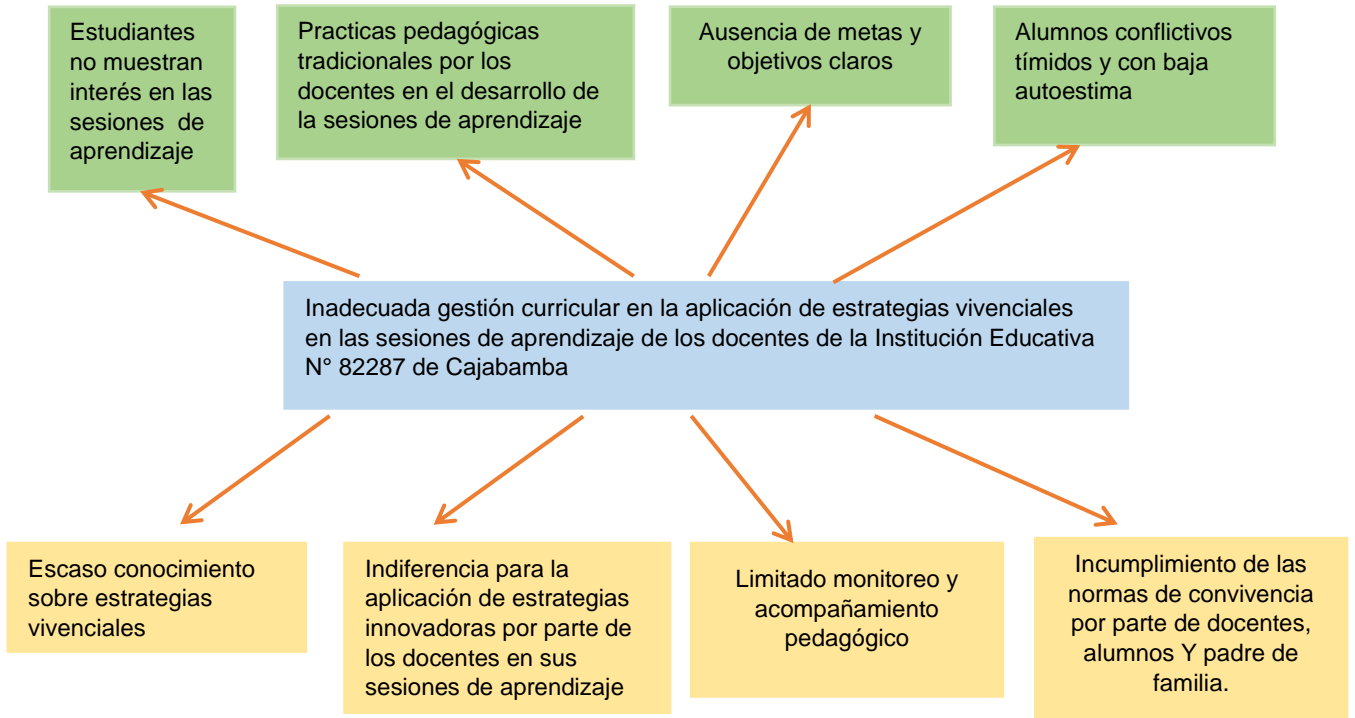 Estudiantes
no muestran
interés en las
sesiones de
aprendizaje
Practicas pedagógicas
tradicionales por los
docentes en el desarrollo de
la sesiones de aprendizaje
Ausencia de metas y
objetivos claros
Alumnos conflictivos
tímidos y con baja
autoestima
Inadecuada gestión curricular en la aplicación de estrategias vivenciales
en las sesiones de aprendizaje de los docentes de la Institución Educativa
N° 82287 de Cajabamba
Escaso conocimiento
sobre estrategias
vivenciales
Indiferencia para la
aplicación de estrategias
innovadoras por parte de
los docentes en sus
sesiones de aprendizaje
Limitado monitoreo y
acompañamiento
pedagógico
Incumplimiento de las
normas de convivencia
por parte de docentes,
alumnos Y padre de
familia.